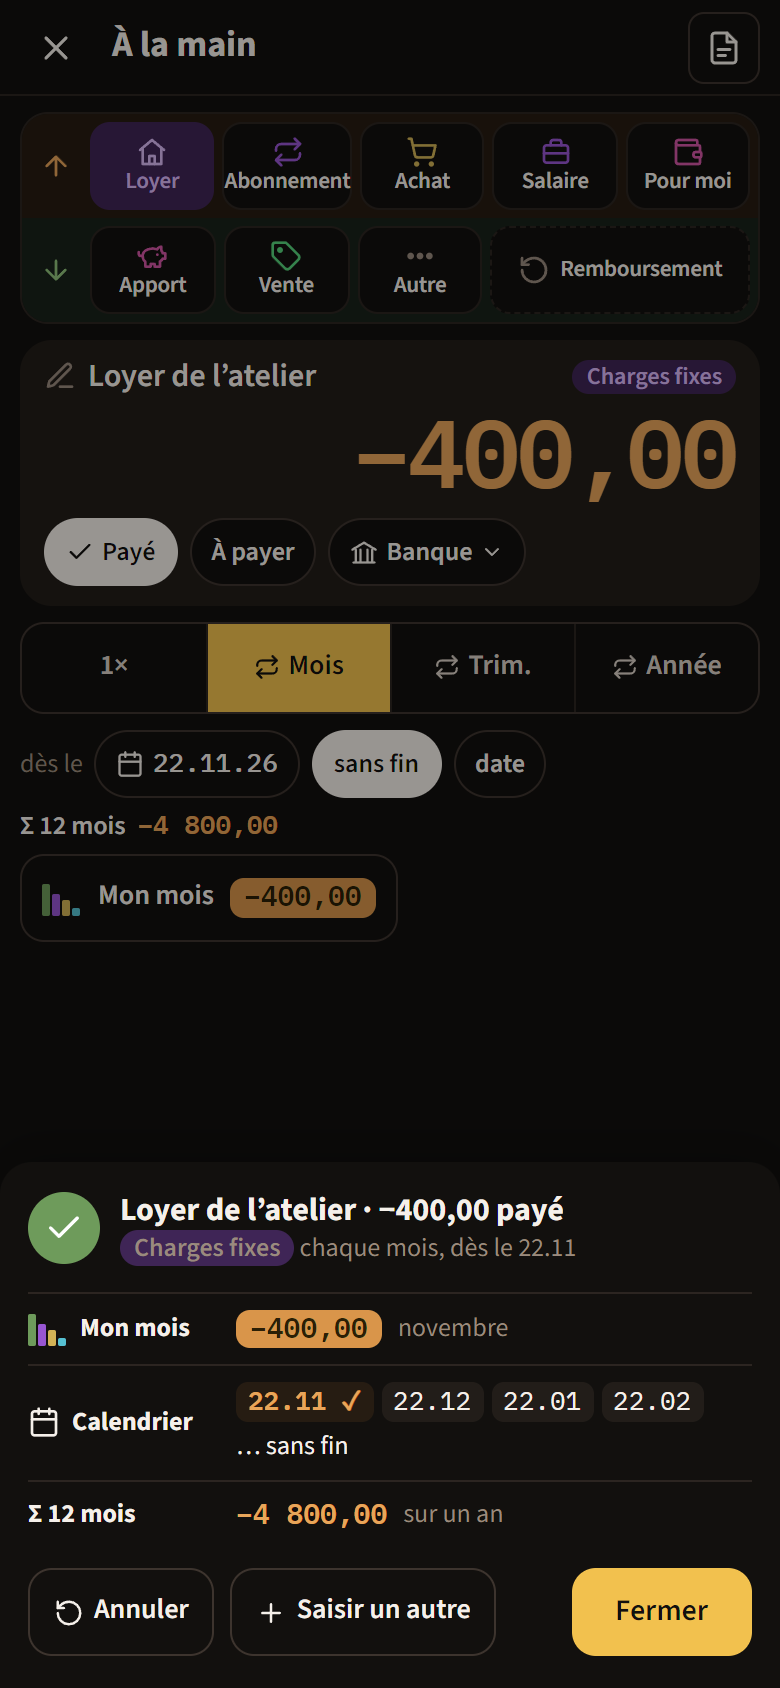 À la main
Loyer Abonnement Achat Salaire Pour moi
Apport Vente Autre Remboursement
Loyer de l’atelier Charges fixes
−400,00
Payé À payer Banque
1× Mois Trim. Année
dès le 22.11.26 sans fin date
Σ 12 mois −4 800,00
Mon mois −400,00
Loyer de l’atelier · −400,00 payé
Charges fixes chaque mois, dès le 22.11
Mon mois −400,00 novembre
Calendrier 22.11 ✓ 22.12 22.01 22.02
… sans fin
Σ 12 mois −4 800,00 sur un an
Annuler Saisir un autre Fermer